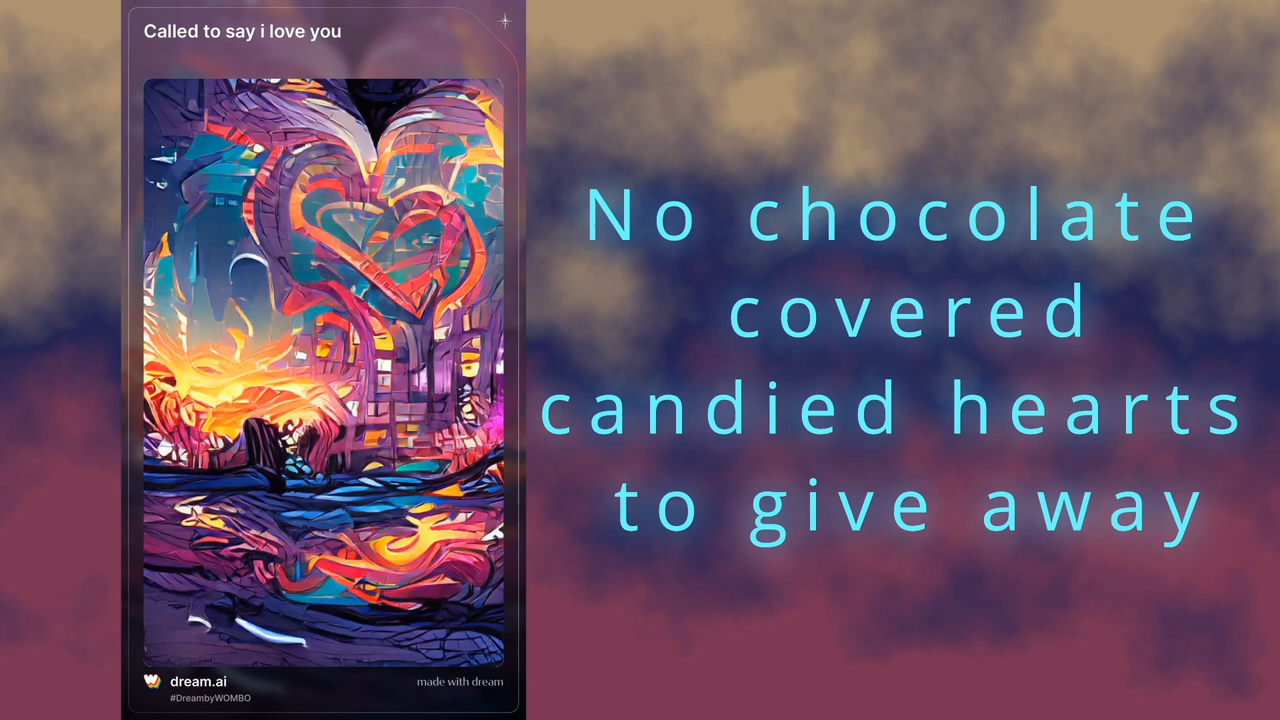 Called to say i love you
No chocolate
covered
candied hearts
to give away
dream.ai
#DreambyWOMBO
made with dream